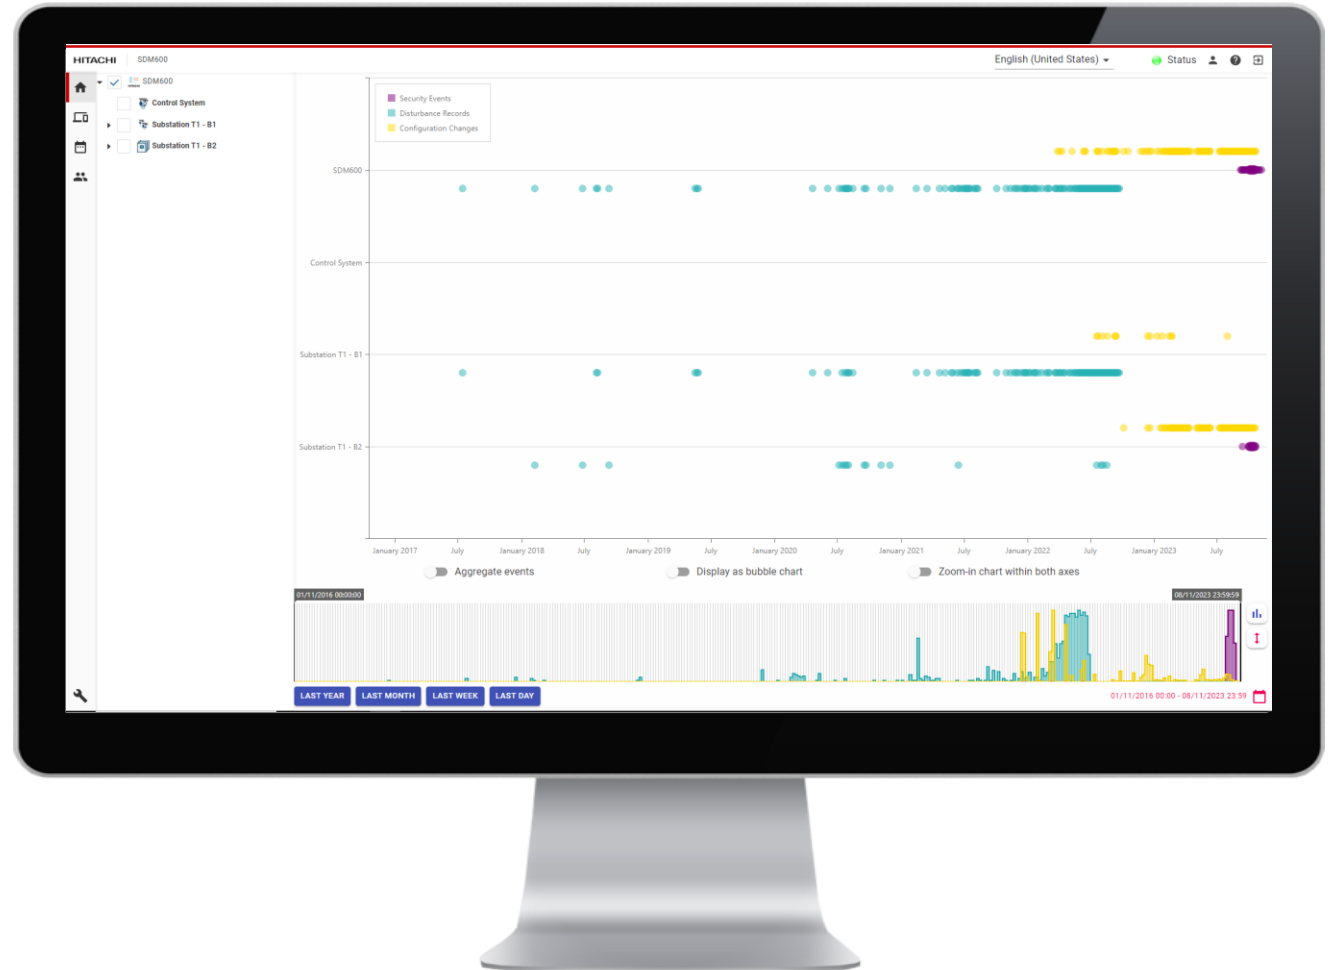 HITACHI SDM600 English (United States) Status
SDM600
Control System
Substation T1 - B1
Substation T1 - B2
Security Events
Disturbance Records
Configuration Changes
SDM600
Control System
Substation T1 - B1
Substation T1 - B2
January 2017 July January 2018 July January 2019 July January 2020 July January 2021 July January 2022 July January 2023 July
Aggregate events Display as bubble chart Zoom-in chart within both axes
01/11/2016 00:00:00 08/11/2023 23:59:59
LAST YEAR LAST MONTH LAST WEEK LAST DAY 01/11/2016 00:00 - 08/11/2023 23:59